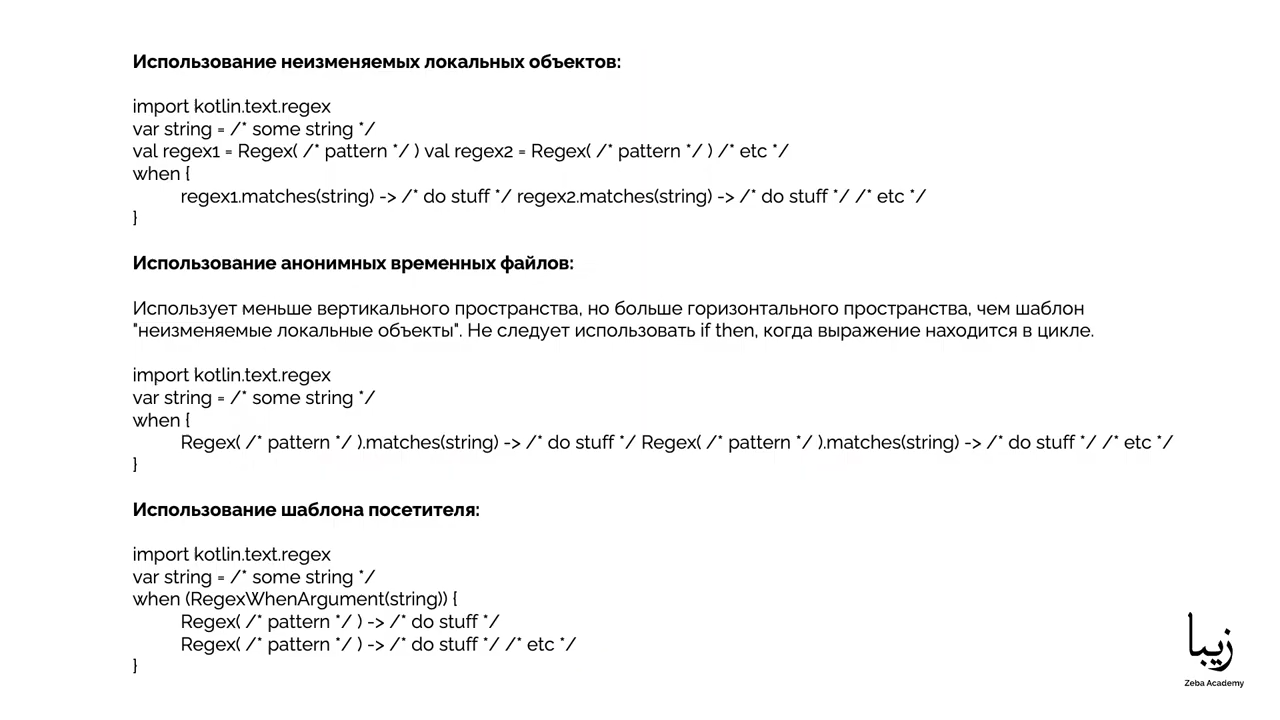 Использование неизменяемых локальных объектов:
import kotlin.text.regex
var string = /* some string */
val regex1 = Regex( /* pattern */ ) val regex2 = Regex( /* pattern */ ) /* etc */
when {
regex1.matches(string) -> /* do stuff */ regex2.matches(string) -> /* do stuff */ /* etc */
}
Использование анонимных временных файлов:
Использует меньше вертикального пространства, но больше горизонтального пространства, чем шаблон
"неизменяемые локальные объекты". Не следует использовать if then, когда выражение находится в цикле.
import kotlin.text.regex
var string = /* some string */
when {
Regex( /* pattern */ ).matches(string) -> /* do stuff */ Regex( /* pattern */ ).matches(string) -> /* do stuff */ /* etc */
}
Использование шаблона посетителя:
import kotlin.text.regex
var string = /* some string */
when (RegexWhenArgument(string)) {
Regex( /* pattern */ ) -> /* do stuff */
Regex( /* pattern */ ) -> /* do stuff */ /* etc */
}
زیبا
Zeba Academy